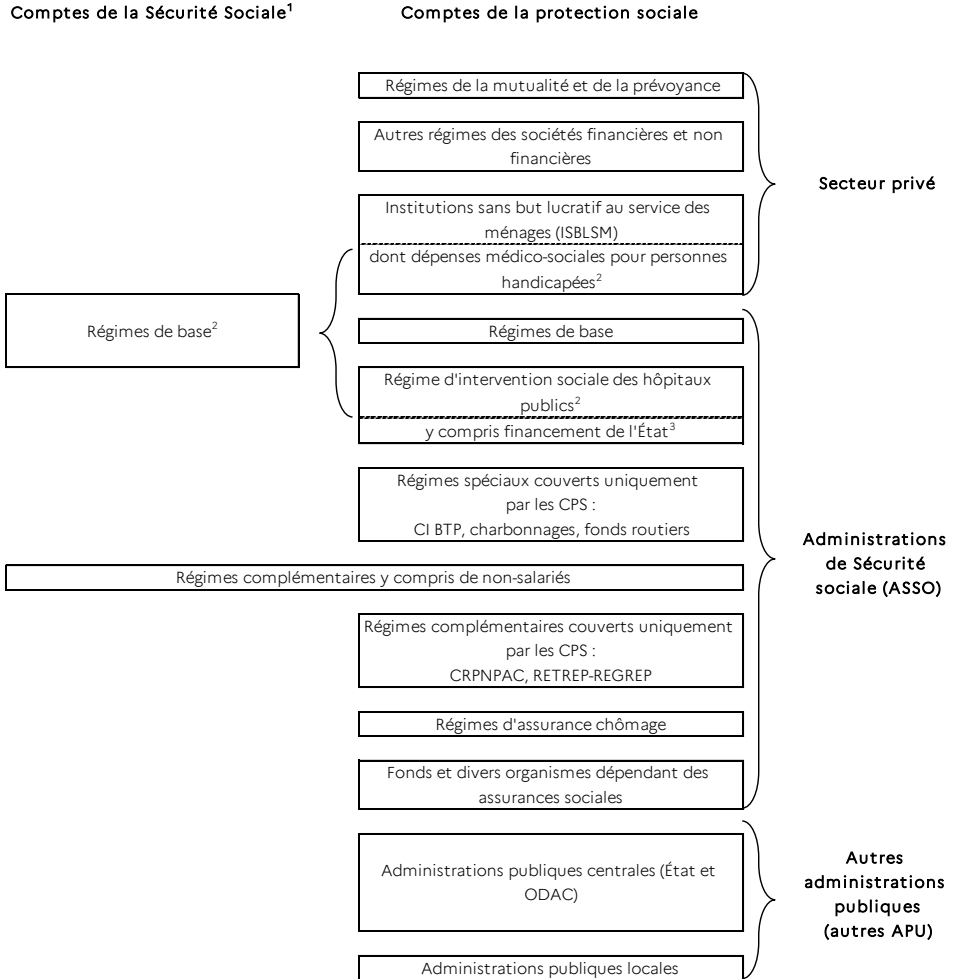 Comptes de la Sécurité Sociale¹
Comptes de la protection sociale
Régimes de la mutualité et de la prévoyance
Autres régimes des sociétés financières et non
financières
Secteur privé
Institutions sans but lucratif au service des
ménages (ISBLSM)
dont dépenses médico-sociales pour personnes
handicapées²
Régimes de base²
Régimes de base
Régime d'intervention sociale des hôpitaux
publics²
y compris financement de l'État³
Régimes spéciaux couverts uniquement
par les CPS :
CI BTP, charbonnages, fonds routiers
Administrations
de Sécurité
sociale (ASSO)
Régimes complémentaires y compris de non-salariés
Régimes complémentaires couverts uniquement
par les CPS :
CRPNPAC, RETREP-REGREP
Régimes d'assurance chômage
Fonds et divers organismes dépendant des
assurances sociales
Administrations publiques centrales (État et
ODAC)
Autres
administrations
publiques
(autres APU)
Administrations publiques locales